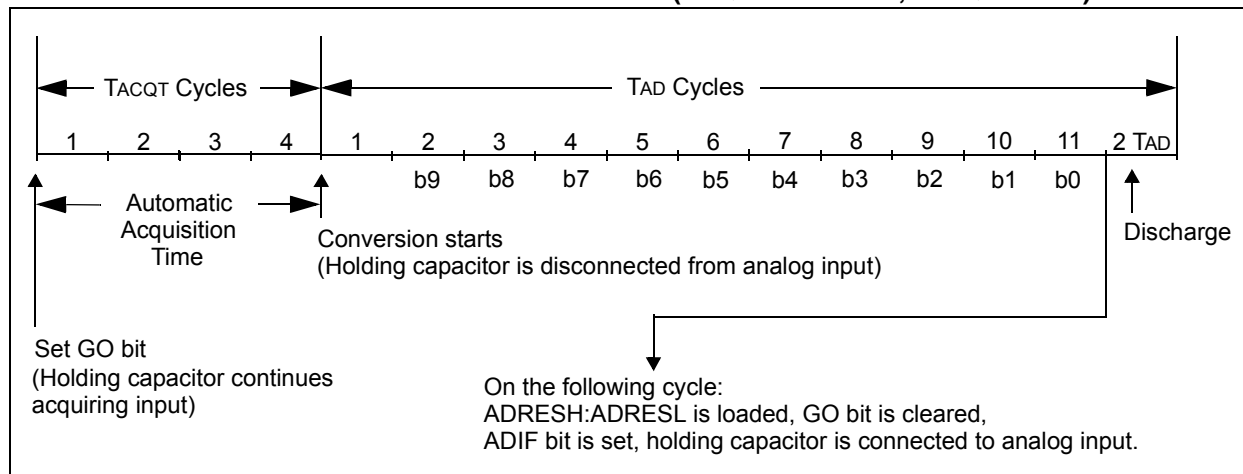 TACQT Cycles
TAD Cycles
1 2 3 4 1 2 3 4 5 6 7 8 9 10 11 2 TAD
b9 b8 b7 b6 b5 b4 b3 b2 b1 b0
Automatic
Acquisition
Time
Conversion starts
(Holding capacitor is disconnected from analog input)
Discharge
Set GO bit
(Holding capacitor continues
acquiring input)
On the following cycle:
ADRESH:ADRESL is loaded, GO bit is cleared,
ADIF bit is set, holding capacitor is connected to analog input.